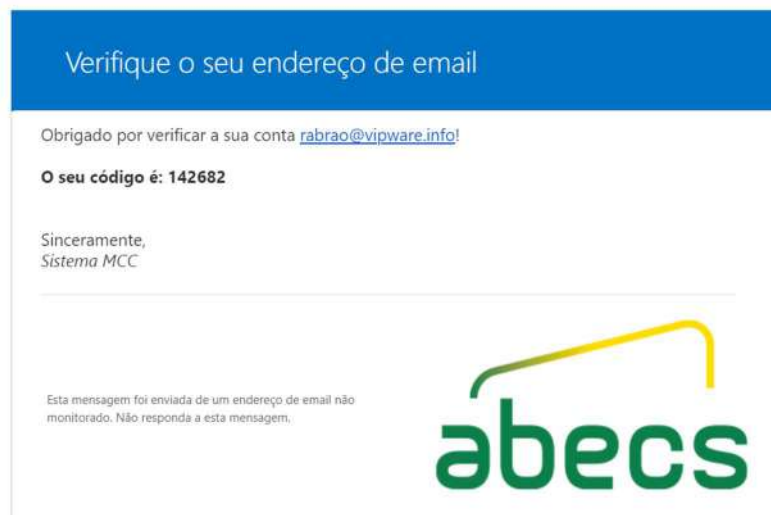 Verifique o seu endereço de email
Obrigado por verificar a sua conta rabrao@vipware.info!
O seu código é: 142682
Sinceramente,
Sistema MCC
Esta mensagem foi enviada de um endereço de email não
monitorado. Não responda a esta mensagem.
abecs